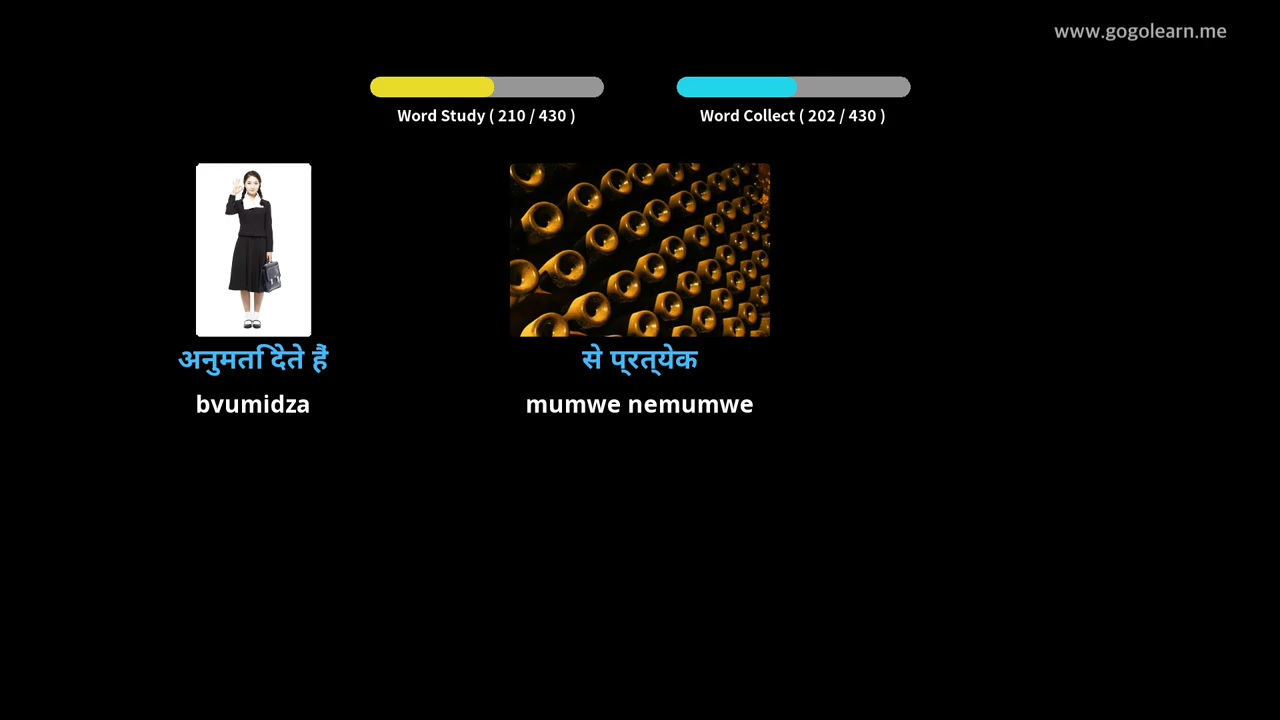 www.gogolearn.me
Word Study ( 210 / 430 )
Word Collect ( 202 / 430 )
अनुमति देते हैं
से प्रत्येक
bvumidza
mumwe nemumwe